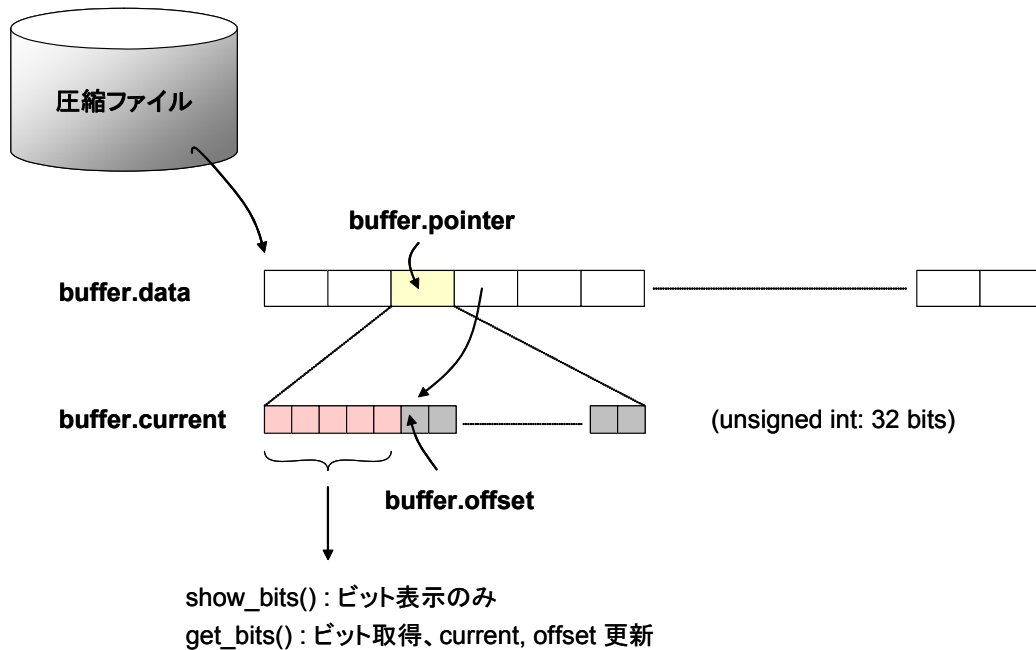 圧縮ファイル
buffer.pointer
buffer.data
buffer.current
(unsigned int: 32 bits)
buffer.offset
show_bits() : ビット表示のみ
get_bits() : ビット取得、current, offset 更新